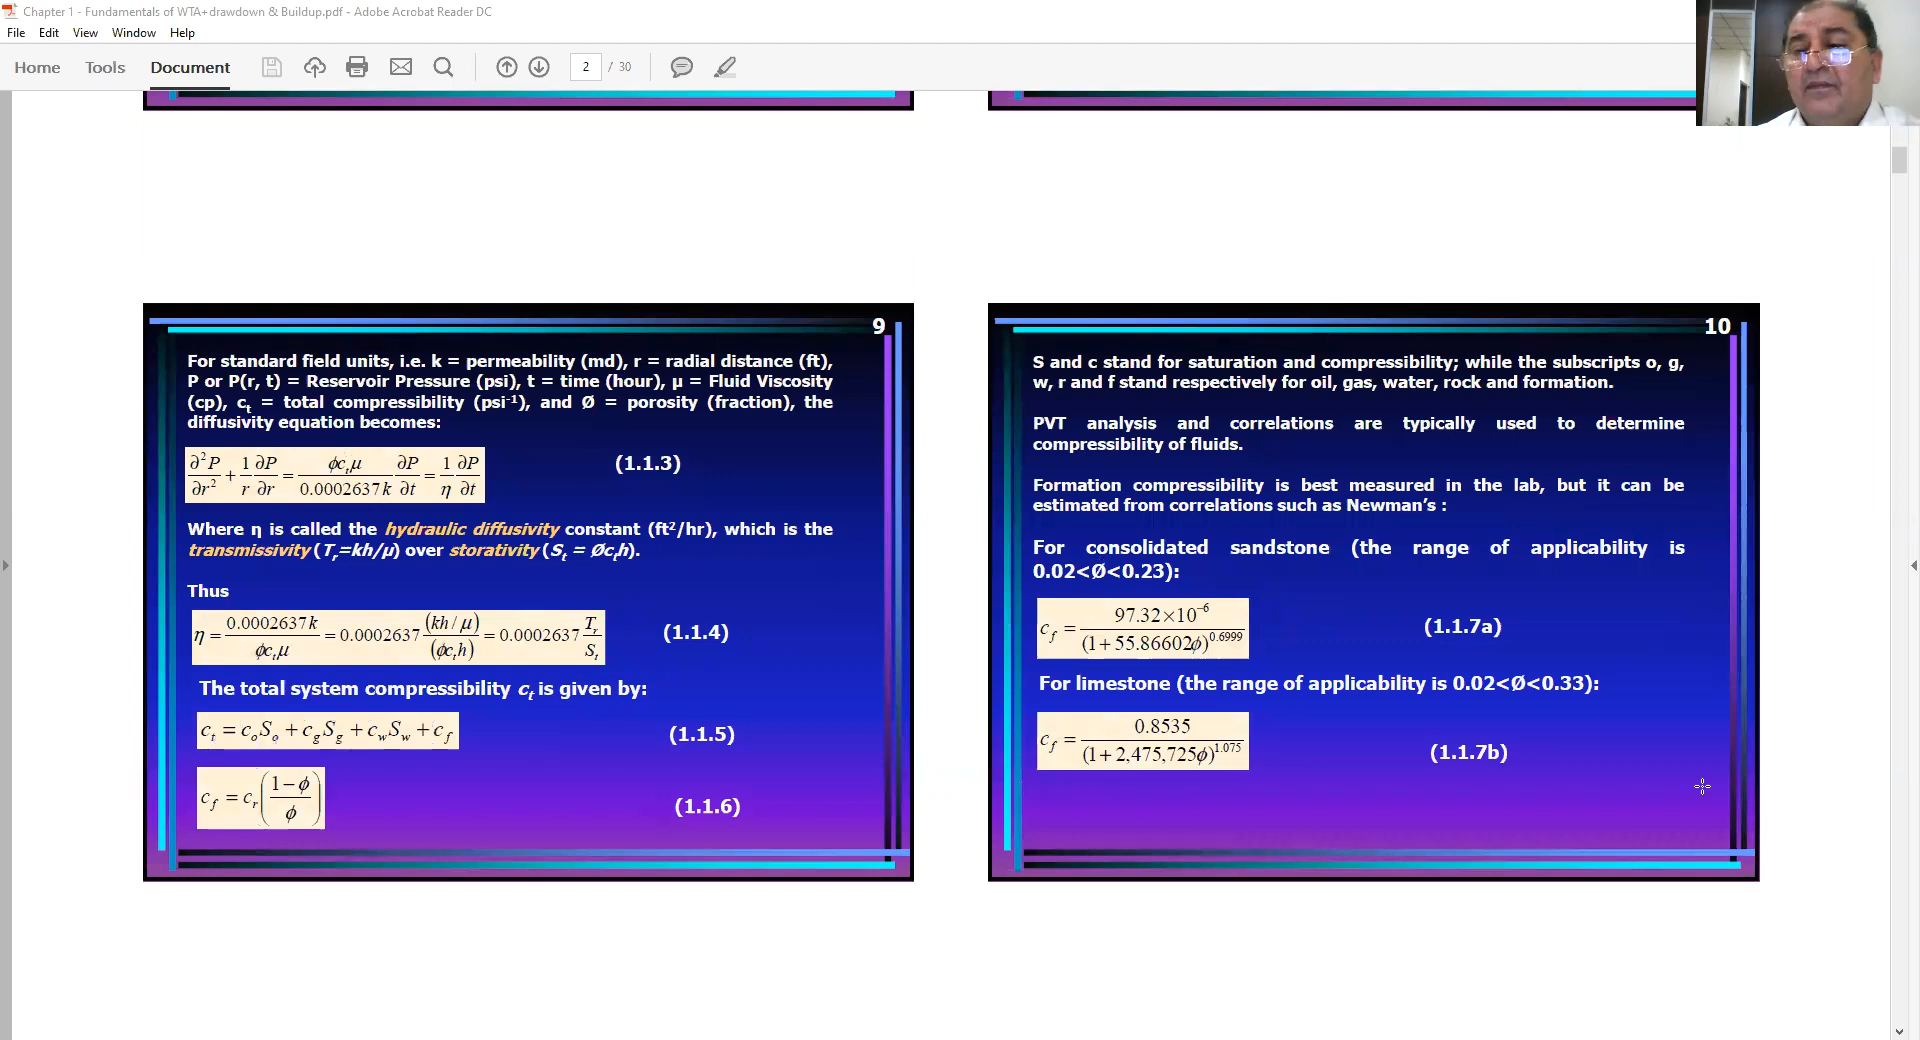 Chapter 1 - Fundamentals of WTA+drawdown & Buildup.pdf - Adobe Acrobat Reader DC
File Edit View Window Help
Home Tools Document 2 / 30
9
For standard field units, i.e. k = permeability (md), r = radial distance (ft),
P or P(r, t) = Reservoir Pressure (psi), t = time (hour), µ = Fluid Viscosity
(cp), cₜ = total compressibility (psi⁻¹), and Ø = porosity (fraction), the
diffusivity equation becomes:
∂²P/∂r² + 1/r ∂P/∂r = ϕcₜµ/0.0002637k ∂P/∂t = 1/η ∂P/∂t (1.1.3)
Where η is called the hydraulic diffusivity constant (ft²/hr), which is the
transmissivity (Tᵣ=kh/µ) over storativity (Sₜ = Øcₜh).
Thus
η = 0.0002637k/ϕcₜµ = 0.0002637 (kh/µ)/(ϕcₜh) = 0.0002637 Tᵣ/Sₜ (1.1.4)
The total system compressibility cₜ is given by:
cₜ = cₒSₒ + c_gS_g + c_wS_w + c_f (1.1.5)
c_f = cᵣ((1−ϕ)/ϕ) (1.1.6)
10
S and c stand for saturation and compressibility; while the subscripts o, g,
w, r and f stand respectively for oil, gas, water, rock and formation.
PVT analysis and correlations are typically used to determine
compressibility of fluids.
Formation compressibility is best measured in the lab, but it can be
estimated from correlations such as Newman’s :
For consolidated sandstone (the range of applicability is
0.02<Ø<0.23):
c_f = 97.32×10⁻⁶/(1+55.86602ϕ)^0.6999 (1.1.7a)
For limestone (the range of applicability is 0.02<Ø<0.33):
c_f = 0.8535/(1+2,475,725ϕ)^1.075 (1.1.7b)